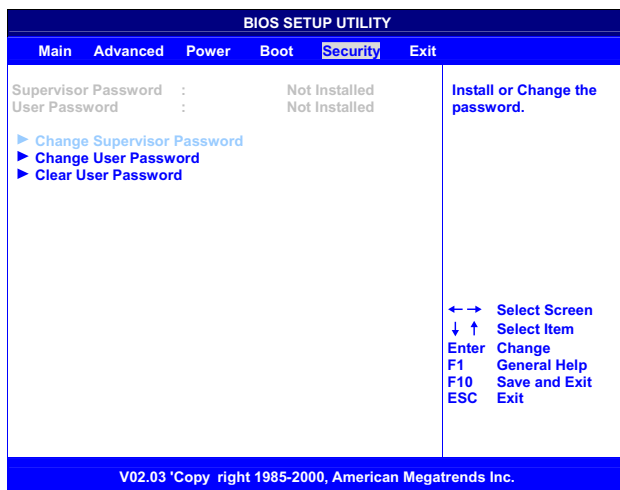 BIOS SETUP UTILITY
Main Advanced Power Boot Security Exit
Supervisor Password : Not Installed
User Password : Not Installed
Change Supervisor Password
Change User Password
Clear User Password
Install or Change the
password.
←→ Select Screen
↓ ↑ Select Item
Enter Change
F1 General Help
F10 Save and Exit
ESC Exit
V02.03 'Copy right 1985-2000, American Megatrends Inc.